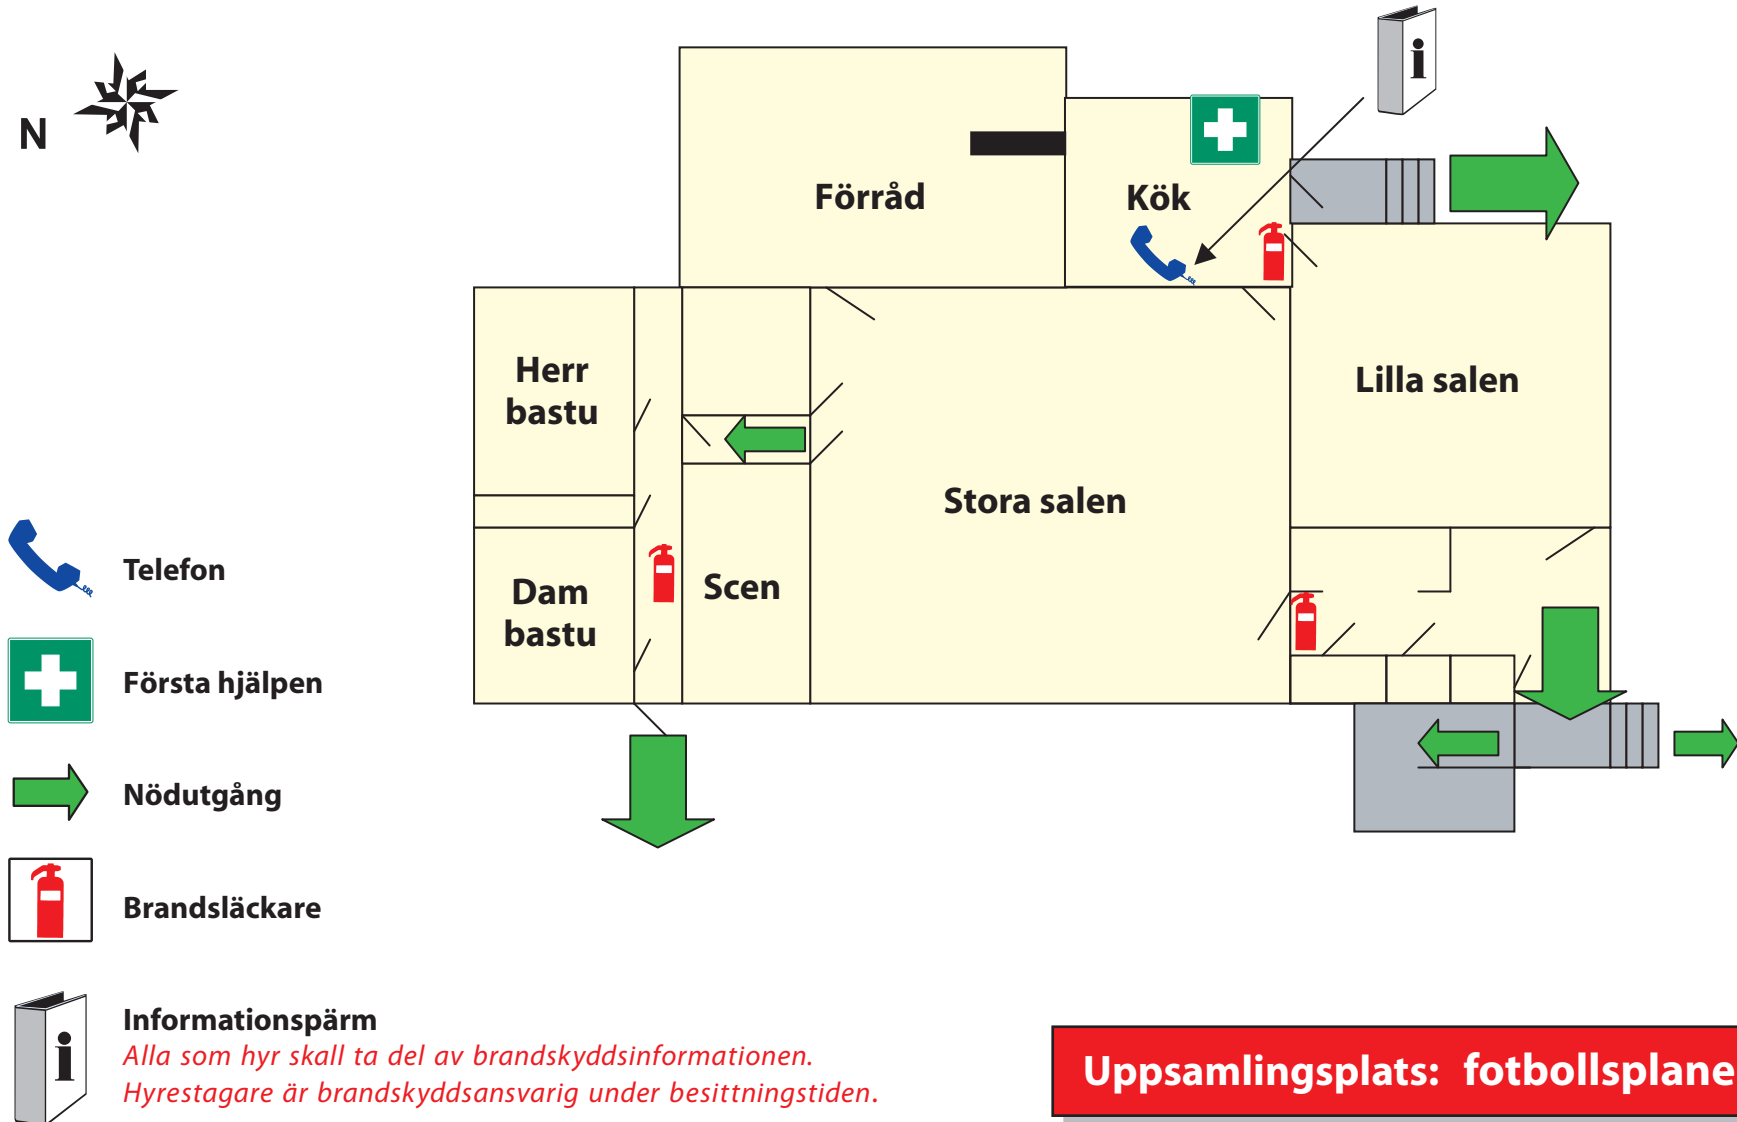 N
i
Förråd
Kök
Herr
bastu
Lilla salen
Stora salen
Dam
bastu
Scen
Telefon
Första hjälpen
Nödutgång
Brandsläckare
i
Informationspärm
Alla som hyr skall ta del av brandskyddsinformationen.
Hyrestagare är brandskyddsansvarig under besittningstiden.
Uppsamlingsplats: fotbollsplane